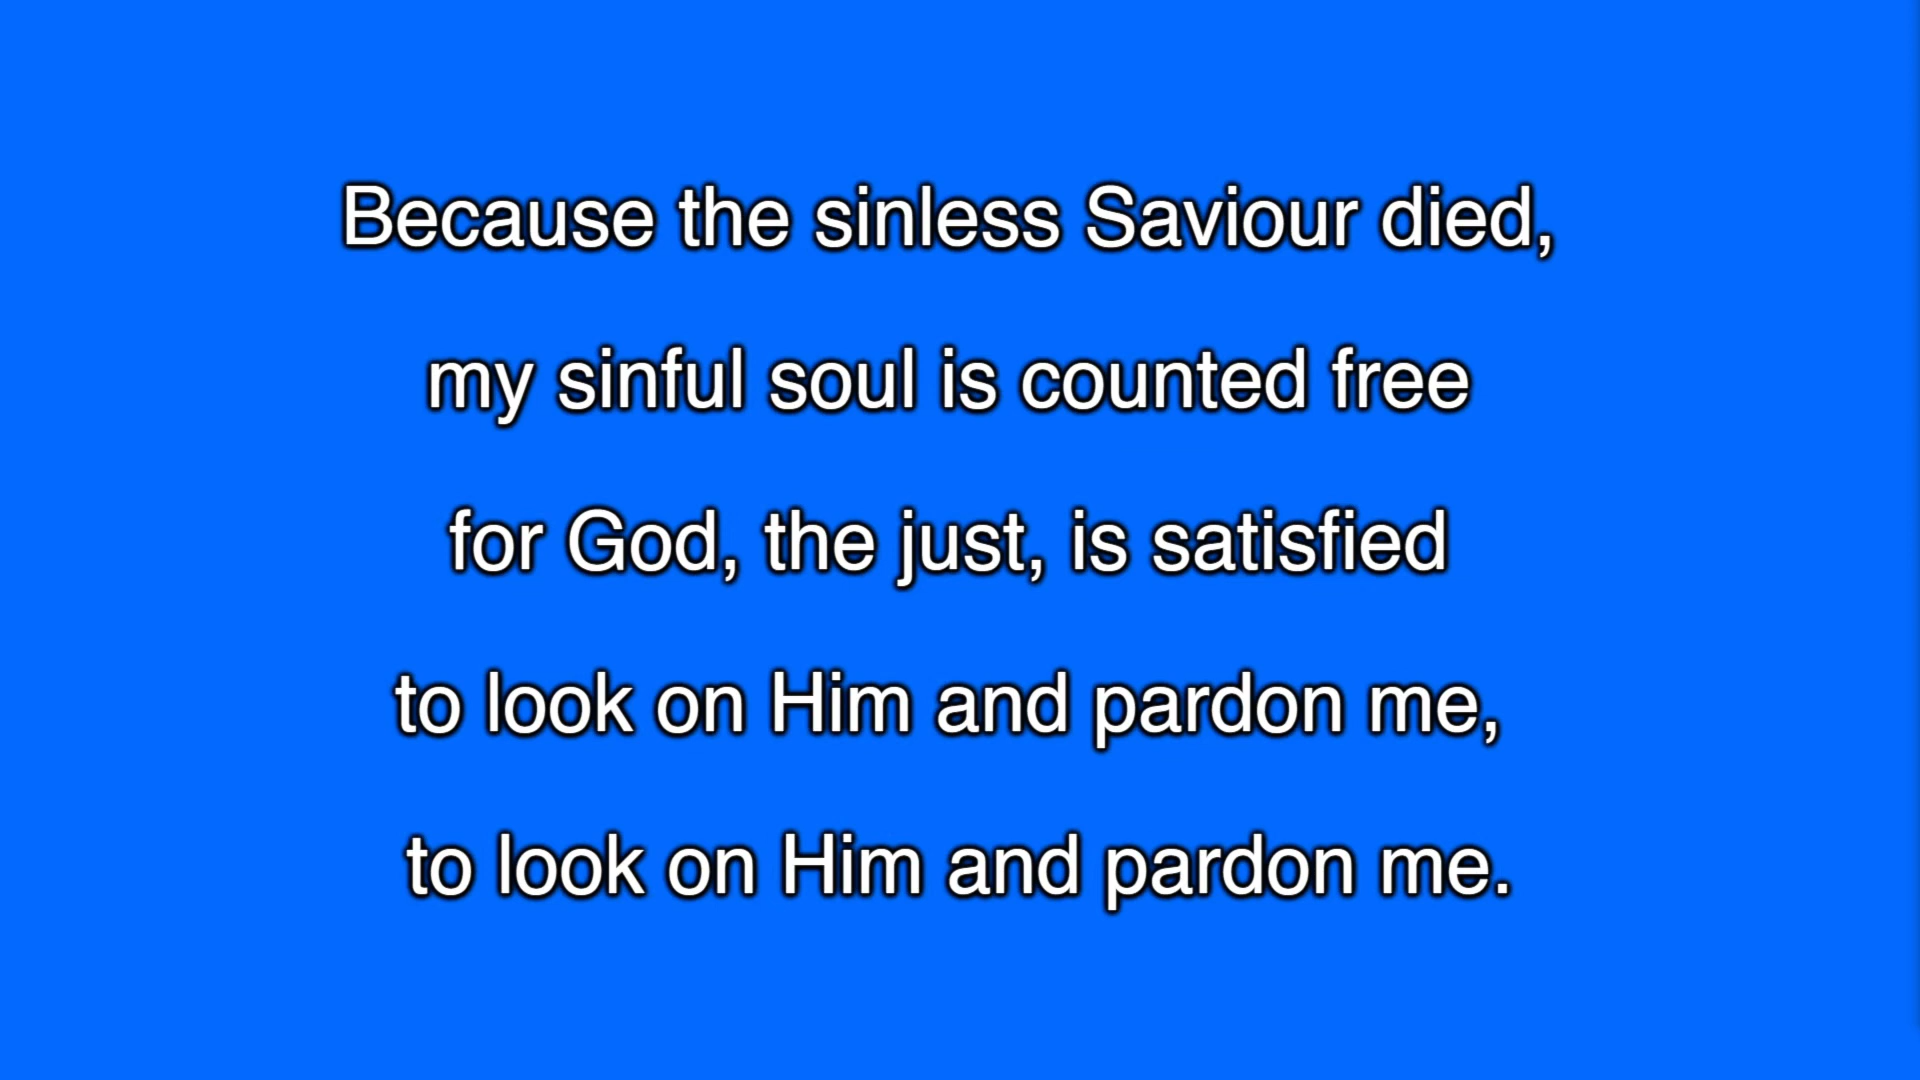 Because the sinless Saviour died,
my sinful soul is counted free
for God, the just, is satisfied
to look on Him and pardon me,
to look on Him and pardon me.